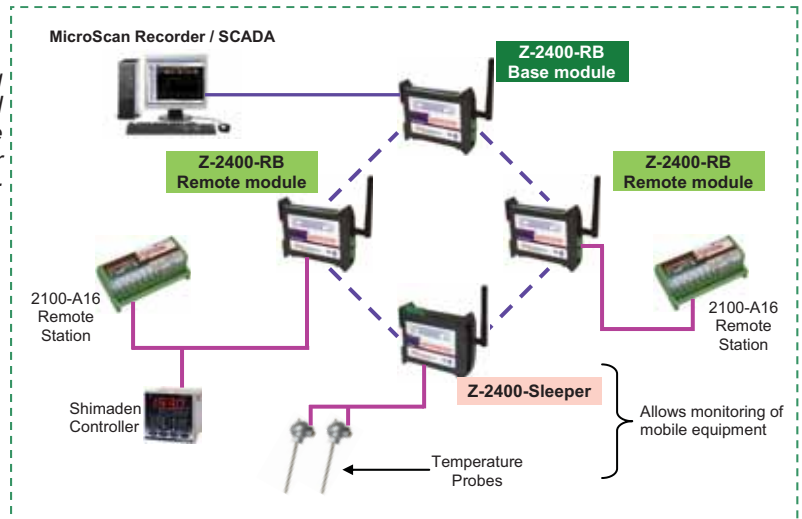 MicroScan Recorder / SCADA
Z-2400-RB
Base module
Z-2400-RB
Remote module
Z-2400-RB
Remote module
2100-A16
Remote
Station
2100-A16
Remote
Station
Shimaden
Controller
Z-2400-Sleeper
Allows monitoring of
mobile equipment
Temperature
Probes